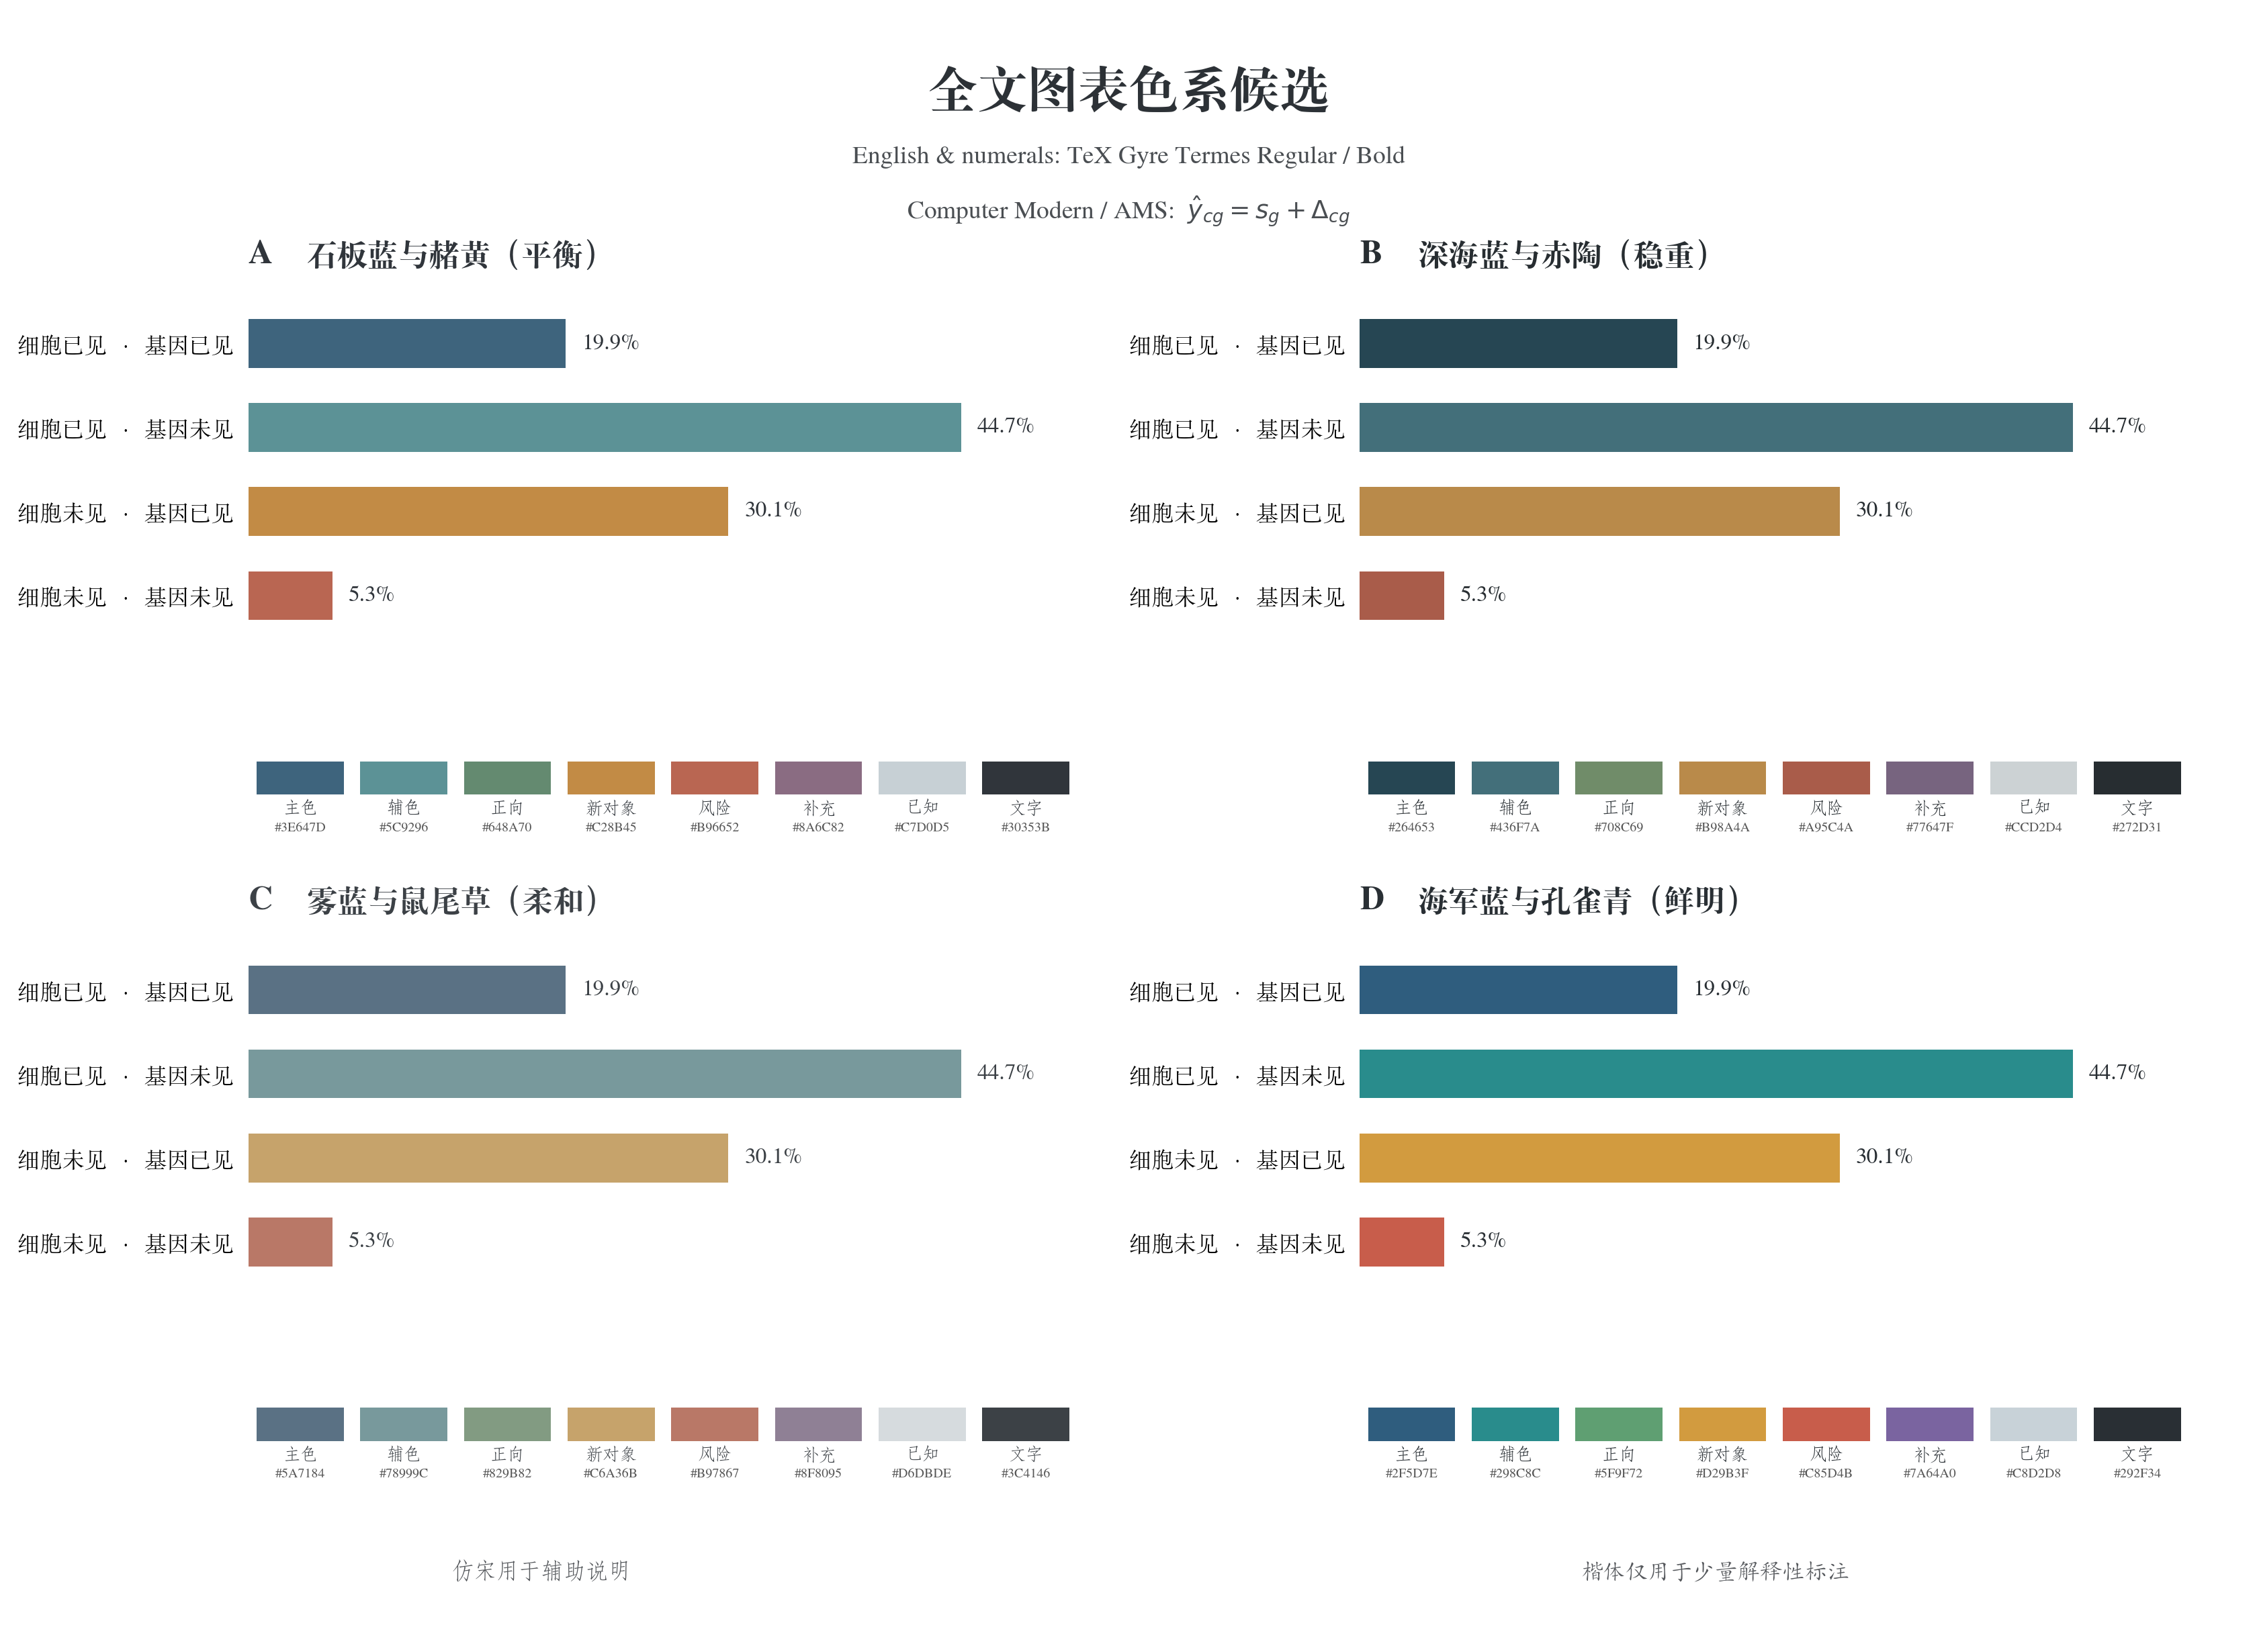 全文图表色系候选
English & numerals: TeX Gyre Termes Regular / Bold
Computer Modern / AMS: ŷ_cg = s_g + Δ_cg
A 石板蓝与赭黄（平衡）
细胞已见 · 基因已见 19.9%
细胞已见 · 基因未见 44.7%
细胞未见 · 基因已见 30.1%
细胞未见 · 基因未见 5.3%
主色 辅色 正向 新对象 风险 补充 已知 文字
#3E647D #5C9296 #648A70 #C28B45 #B96652 #8A6C82 #C7D0D5 #30353B
B 深海蓝与赤陶（稳重）
细胞已见 · 基因已见 19.9%
细胞已见 · 基因未见 44.7%
细胞未见 · 基因已见 30.1%
细胞未见 · 基因未见 5.3%
主色 辅色 正向 新对象 风险 补充 已知 文字
#264653 #436F7A #708C69 #B98A4A #A95C4A #77647F #CCD2D4 #272D31
C 雾蓝与鼠尾草（柔和）
细胞已见 · 基因已见 19.9%
细胞已见 · 基因未见 44.7%
细胞未见 · 基因已见 30.1%
细胞未见 · 基因未见 5.3%
主色 辅色 正向 新对象 风险 补充 已知 文字
#5A7184 #78999C #829B82 #C6A36B #B97867 #8F8095 #D6DBDE #3C4146
D 海军蓝与孔雀青（鲜明）
细胞已见 · 基因已见 19.9%
细胞已见 · 基因未见 44.7%
细胞未见 · 基因已见 30.1%
细胞未见 · 基因未见 5.3%
主色 辅色 正向 新对象 风险 补充 已知 文字
#2F5D7E #298C8C #5F9F72 #D29B3F #C85D4B #7A64A0 #C8D2D8 #292F34
仿宋用于辅助说明
楷体仅用于少量解释性标注